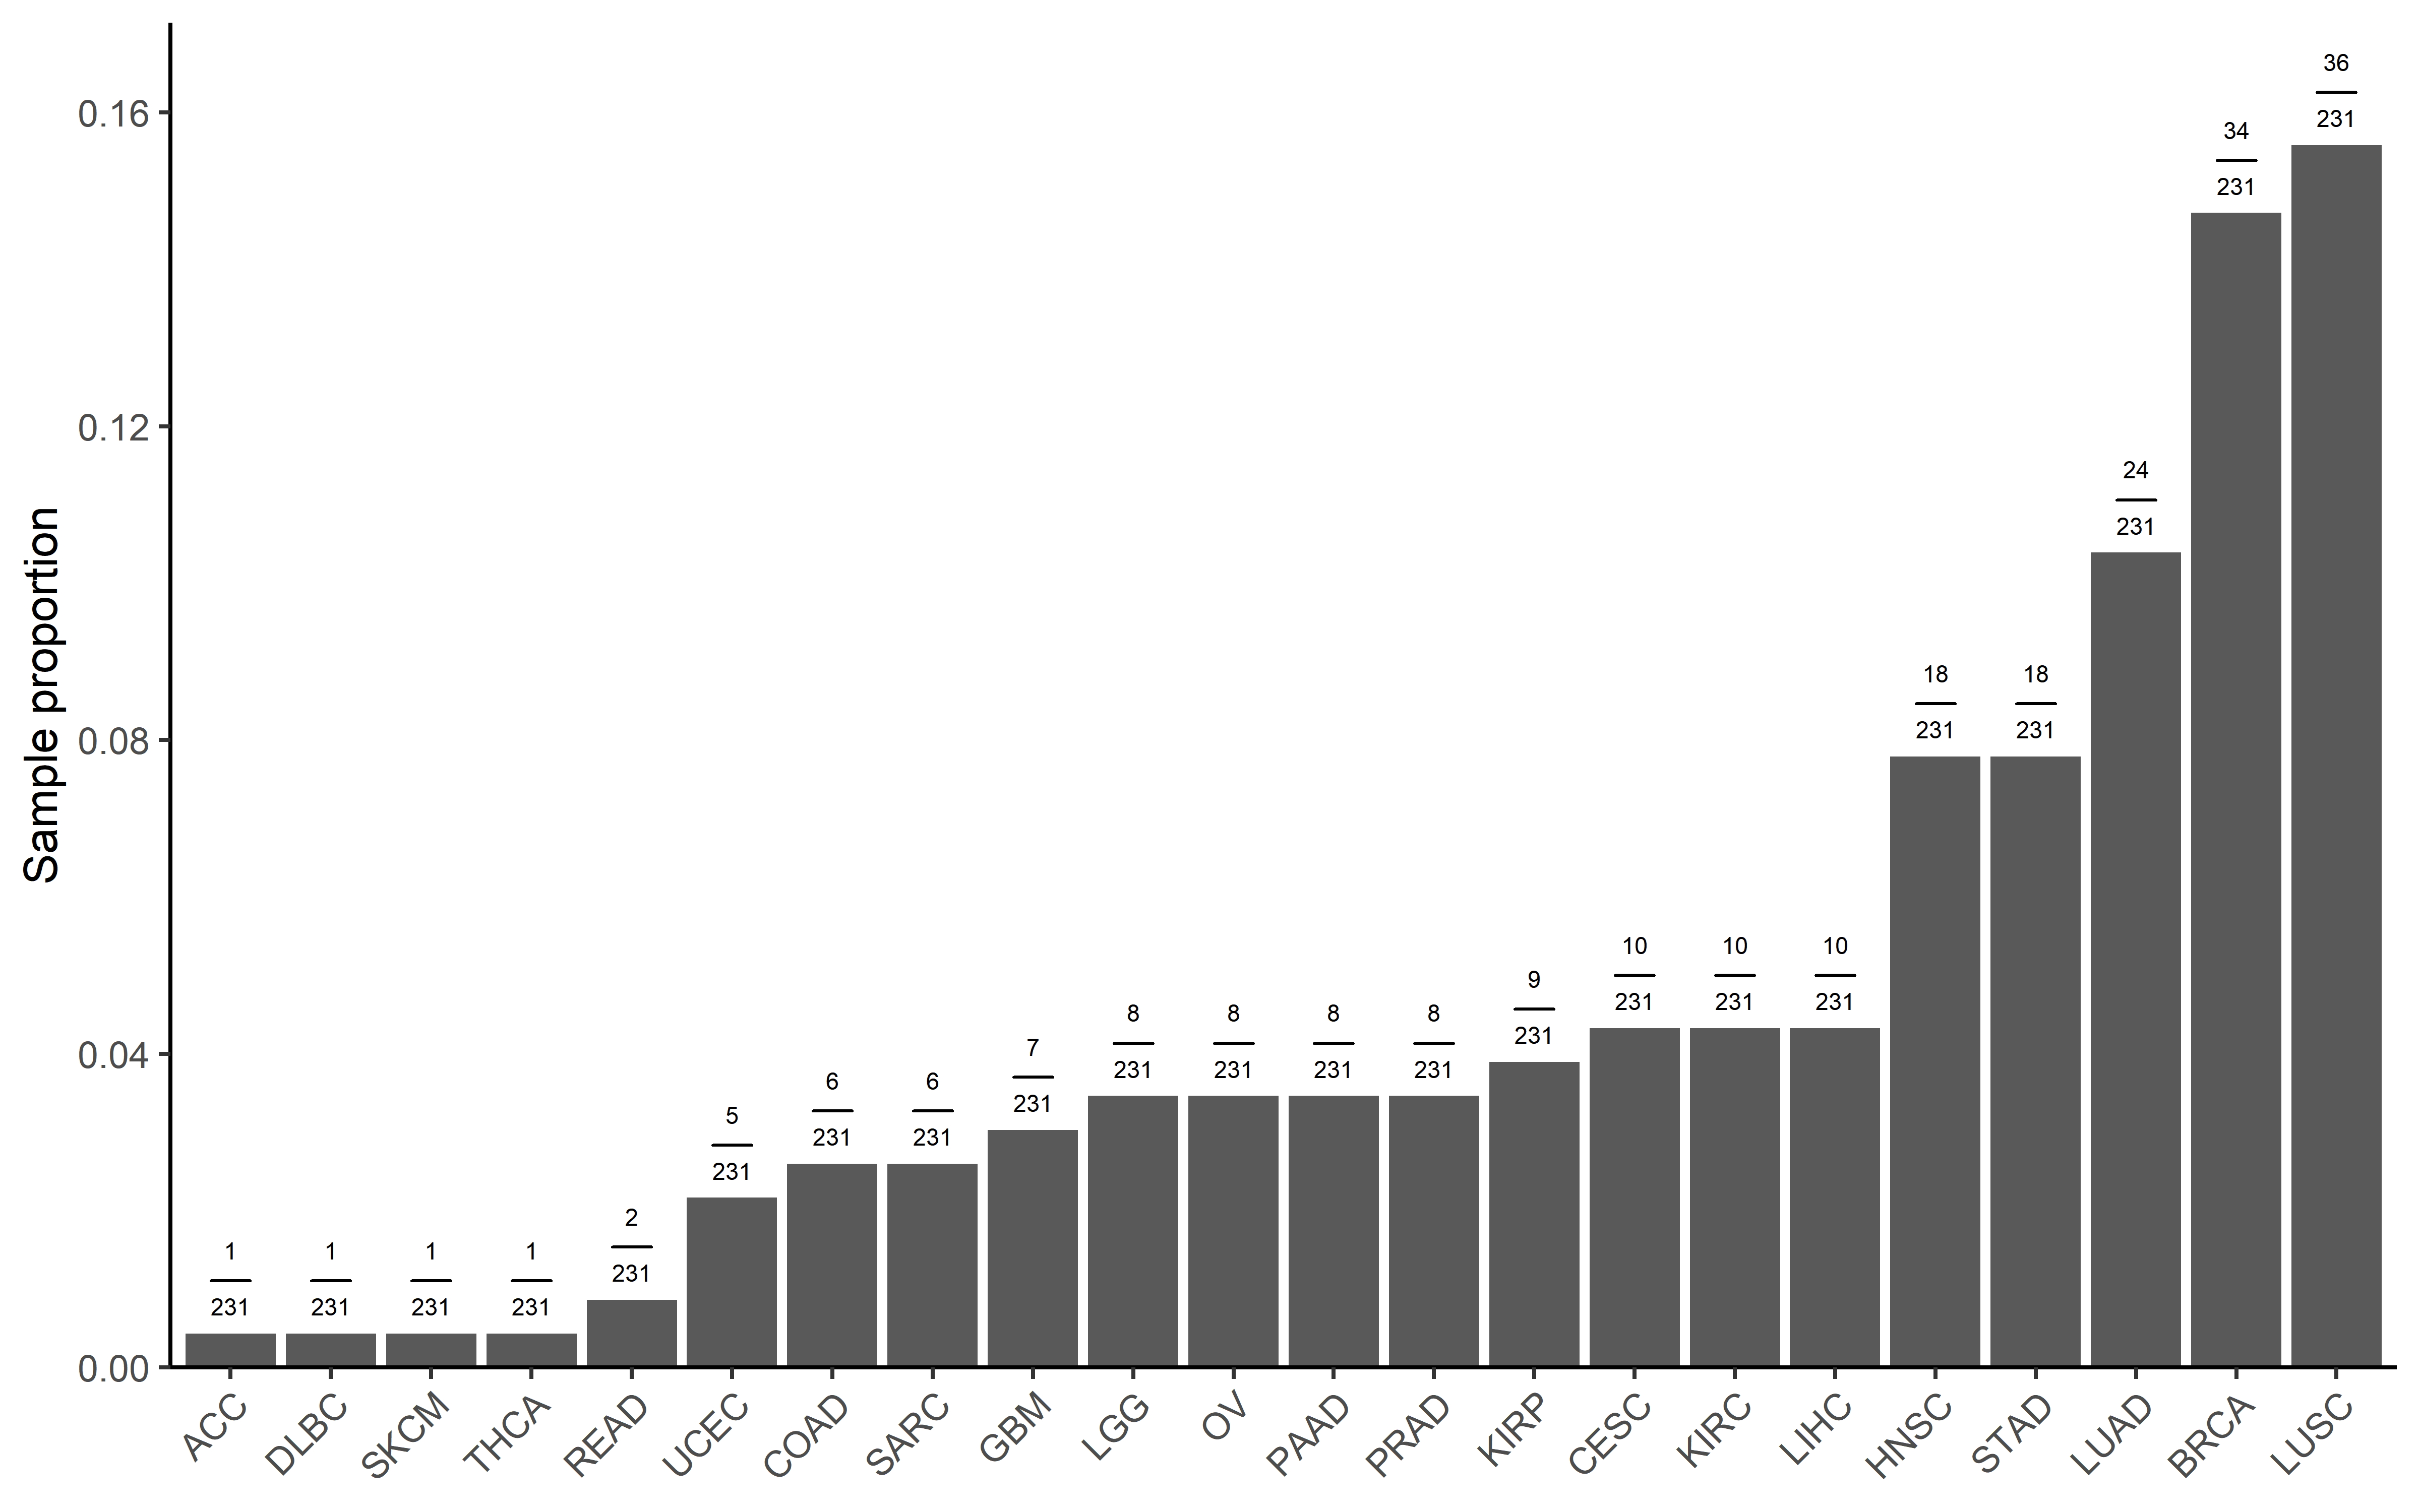 Sample proportion
0.16
0.12
0.08
0.04
0.00
1
231
1
231
1
231
1
231
2
231
5
231
6
231
6
231
7
231
8
231
8
231
8
231
8
231
9
231
10
231
10
231
10
231
18
231
18
231
24
231
34
231
36
231
ACC
DLBC
SKCM
THCA
READ
UCEC
COAD
SARC
GBM
LGG
OV
PAAD
PRAD
KIRP
CESC
KIRC
LIHC
HNSC
STAD
LUAD
BRCA
LUSC